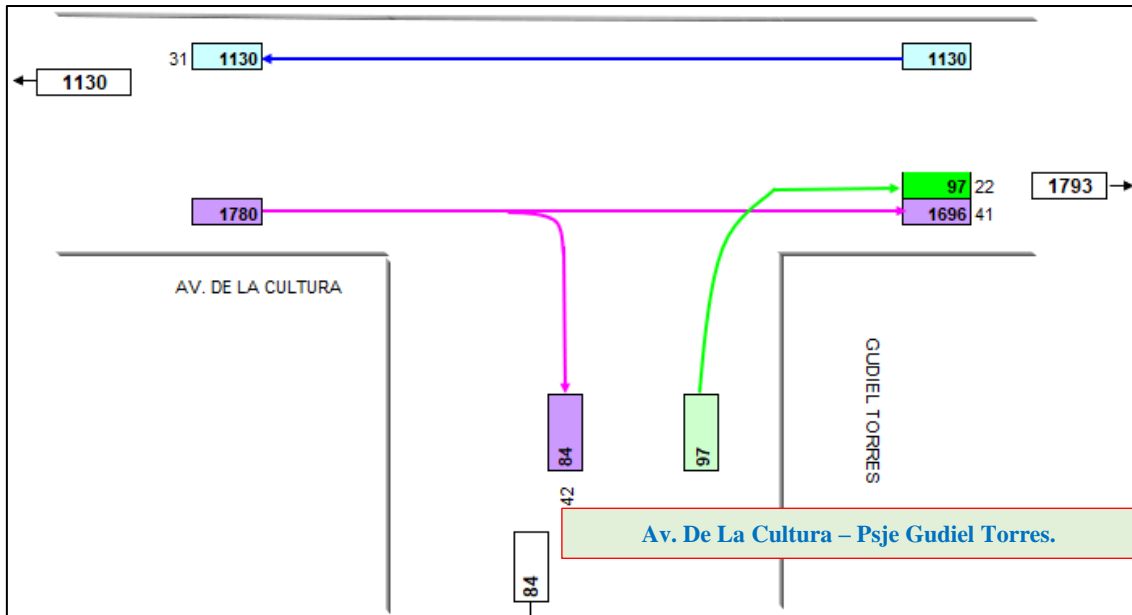 31 1130 1130
1130
97 22 1793
1780 1696 41
AV. DE LA CULTURA
GUDIEL TORRES
84 97
42
Av. De La Cultura – Psje Gudiel Torres.
84